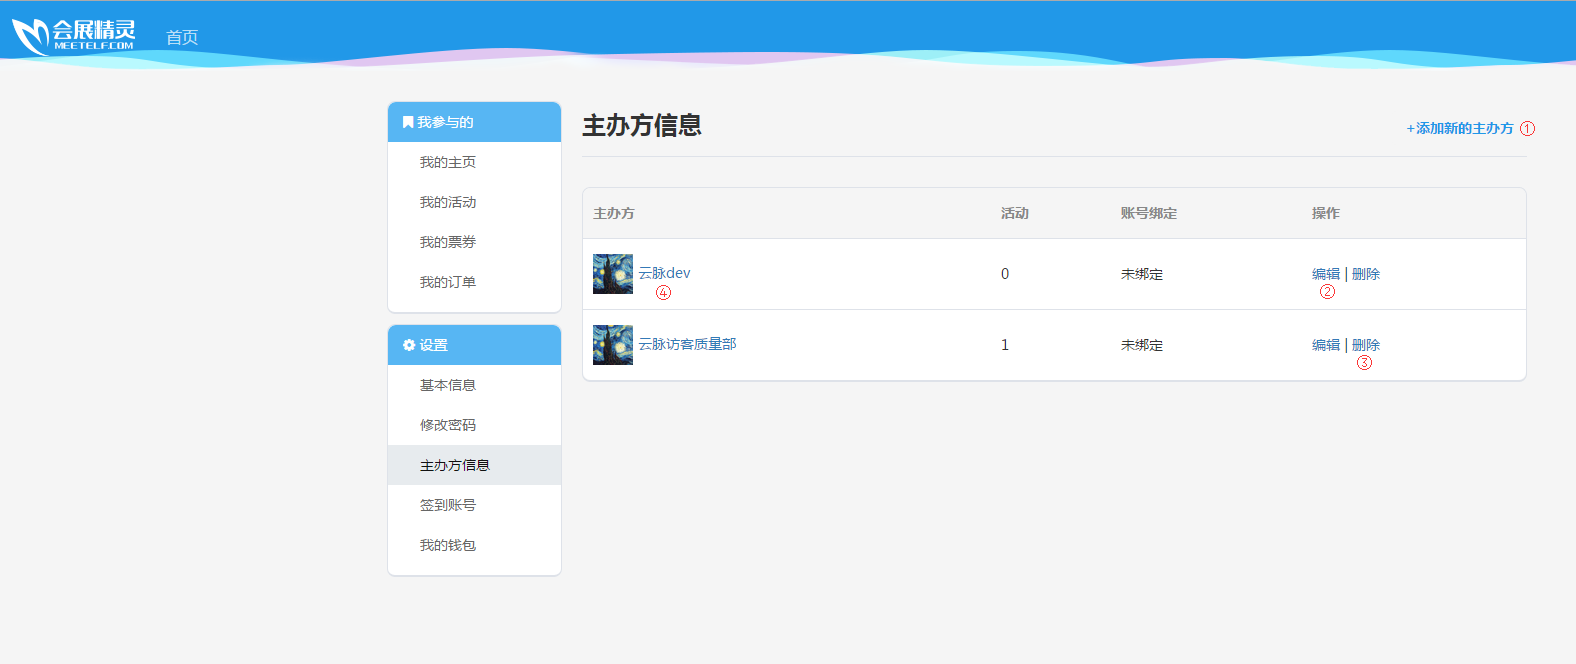 会展精灵
MEETELF.COM
首页
我参与的
我的主页
我的活动
我的票券
我的订单
设置
基本信息
修改密码
主办方信息
签到账号
我的钱包
主办方信息
+添加新的主办方 ①
主办方 活动 账号绑定 操作
云脉dev 0 未绑定 编辑 | 删除
④ ②
云脉访客质量部 1 未绑定 编辑 | 删除
③